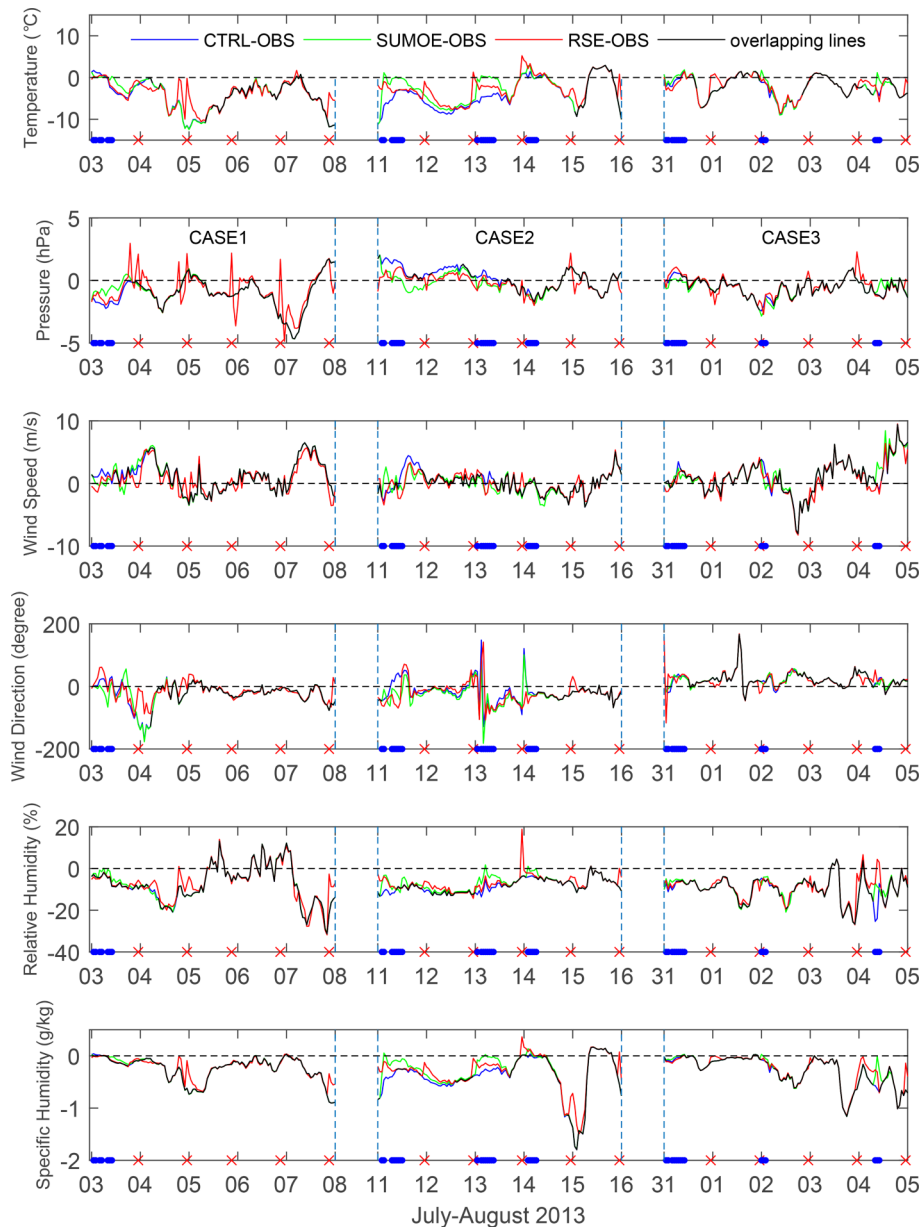 CTRL-OBS SUMOE-OBS RSE-OBS overlapping lines
Temperature (°C)
10
0
-10
03 04 05 06 07 08 11 12 13 14 15 16 31 01 02 03 04 05
CASE1 CASE2 CASE3
Pressure (hPa)
5
0
-5
03 04 05 06 07 08 11 12 13 14 15 16 31 01 02 03 04 05
Wind Speed (m/s)
10
0
-10
03 04 05 06 07 08 11 12 13 14 15 16 31 01 02 03 04 05
Wind Direction (degree)
200
0
-200
03 04 05 06 07 08 11 12 13 14 15 16 31 01 02 03 04 05
Relative Humidity (%)
20
0
-20
-40
03 04 05 06 07 08 11 12 13 14 15 16 31 01 02 03 04 05
Specific Humidity (g/kg)
0
-1
-2
03 04 05 06 07 08 11 12 13 14 15 16 31 01 02 03 04 05
July-August 2013